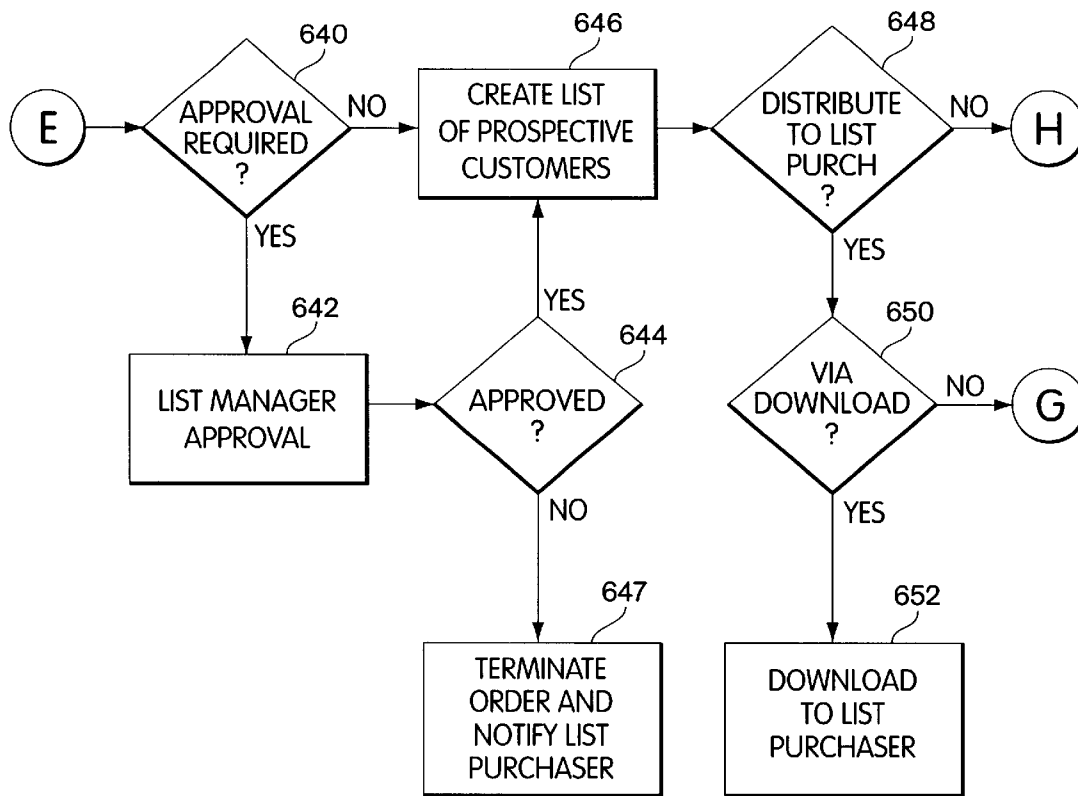 640
646
648
E
APPROVAL
REQUIRED
?
NO
CREATE LIST
OF PROSPECTIVE
CUSTOMERS
DISTRIBUTE
TO LIST
PURCH
?
NO
H
YES
YES
642
LIST MANAGER
APPROVAL
YES
644
APPROVED
?
NO
650
VIA
DOWNLOAD
?
NO
G
YES
647
TERMINATE
ORDER AND
NOTIFY LIST
PURCHASER
652
DOWNLOAD
TO LIST
PURCHASER